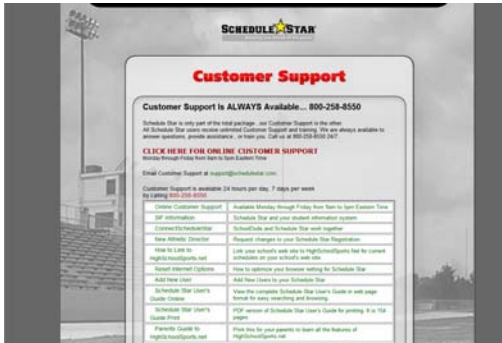 SCHEDULE STAR
Customer Support
Customer Support Is ALWAYS Available... 800-258-8550
Schedule Star is only part of the total package...our Customer Support is the other.
All Schedule Star users receive unlimited Customer Support and training. We are always available to
answer questions, provide assistance...or train you. Call us at 800-258-8550 24/7.
CLICK HERE FOR ONLINE CUSTOMER SUPPORT
Monday through Friday from 9am to 5pm Eastern Time
Email Customer Support at support@schedulestar.com.
Customer Support is available 24 hours per day, 7 days per week
by calling 800-258-8550
Online Customer Support Available Monday through Friday from 9am to 5pm Eastern Time
SIF Information Schedule Star and your student information system
Connect2ScheduleStar SchoolDude and Schedule Star work together
New Athletic Director Request changes to your Schedule Star Registration
How to Link to Link your school's web site to HighSchoolSports.Net for current
HighSchoolSports.net schedules on your school's web site
Reset Internet Options How to optimize your browser setting for Schedule Star
Add New User Add New Users to your Schedule Star
Schedule Star User's View the complete Schedule Star User's Guide in web page
Guide Online format for easy searching and browsing.
Schedule Star User's PDF version of Schedule Star User's Guide for printing. It is 104
Guide Print pages.
Parents Guide to Print this for your parents to learn all the features of
HighSchoolSports.net HighSchoolSports.net